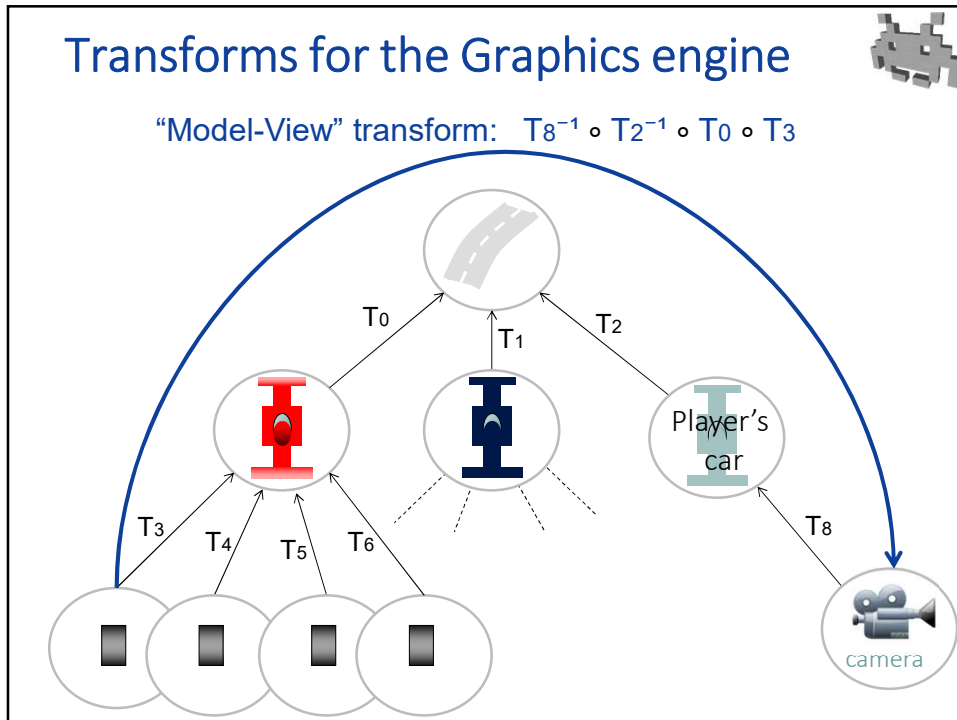 Transforms for the Graphics engine
“Model-View” transform: T8⁻¹ ∘ T2⁻¹ ∘ T0 ∘ T3
T0
T1
T2
Player’s
car
T3
T4
T5
T6
T8
camera